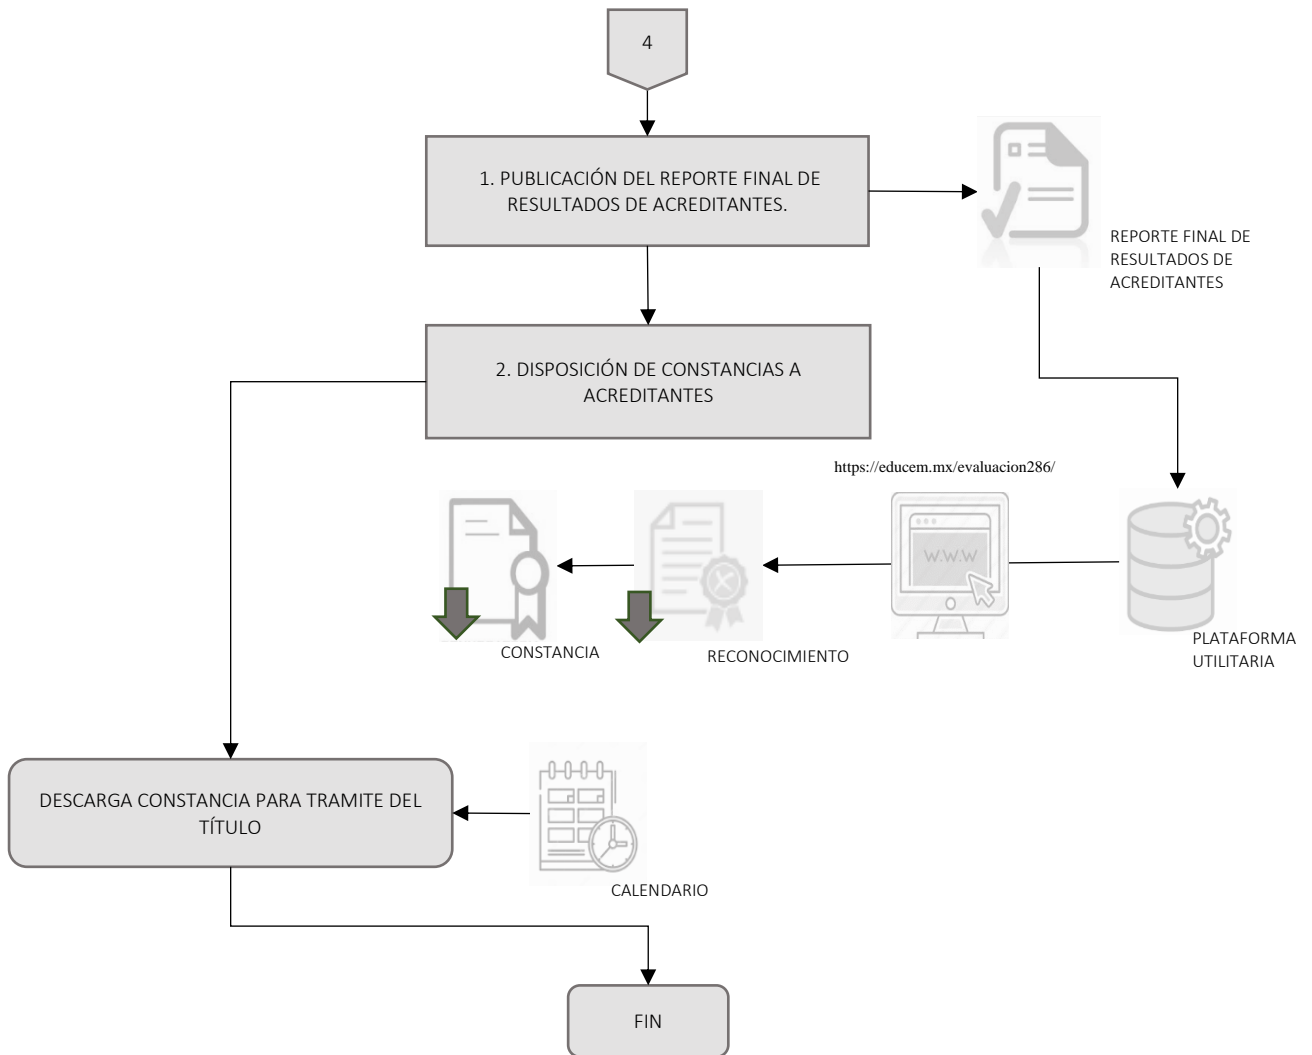 4
1. PUBLICACIÓN DEL REPORTE FINAL DE
RESULTADOS DE ACREDITANTES.
REPORTE FINAL DE
RESULTADOS DE
ACREDITANTES
2. DISPOSICIÓN DE CONSTANCIAS A
ACREDITANTES
https://educem.mx/evaluacion286/
W.W.W
CONSTANCIA
RECONOCIMIENTO
PLATAFORMA
UTILITARIA
DESCARGA CONSTANCIA PARA TRAMITE DEL
TÍTULO
CALENDARIO
FIN